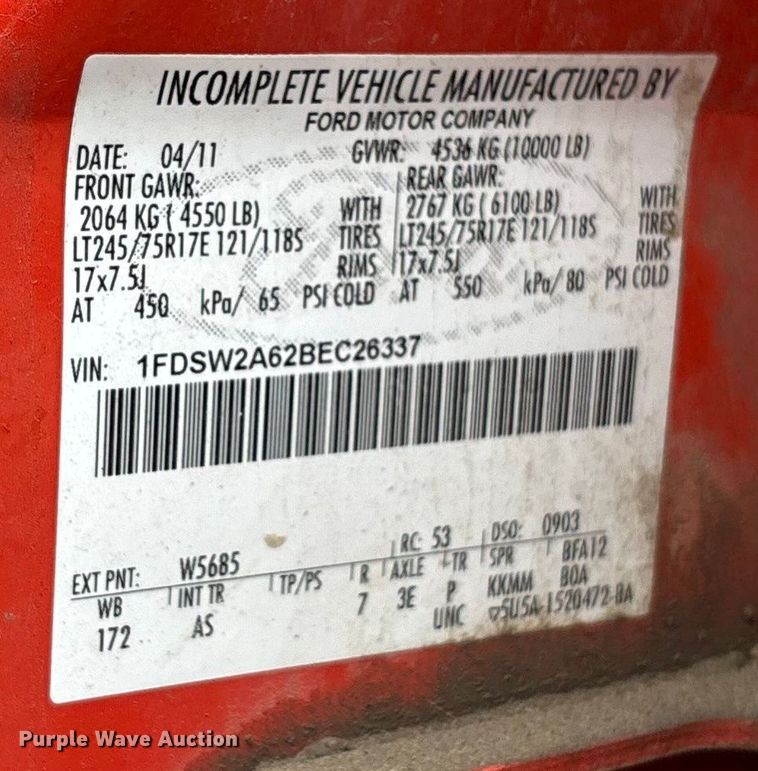 INCOMPLETE VEHICLE MANUFACTURED BY
FORD MOTOR COMPANY
DATE: 04/11 GVWR: 4536 KG (10000 LB)
FRONT GAWR: REAR GAWR:
2064 KG ( 4550 LB) WITH 2767 KG ( 6100 LB) WITH
LT245/75R17E 121/118S TIRES LT245/75R17E 121/118S TIRES
17x7.5J RIMS 17x7.5J RIMS
AT 450 kPa/ 65 PSI COLD AT 550 kPa/ 80 PSI COLD
VIN: 1FDSW2A62BEC26337
EXT PNT: W5685 RC: 53 DSO: 0903
WB INT TR TP/PS R AXLE TR SPR BFA12
172 AS 7 3E P KKMM BOA
UNC 5U5A-1520472-BA
Purple Wave Auction